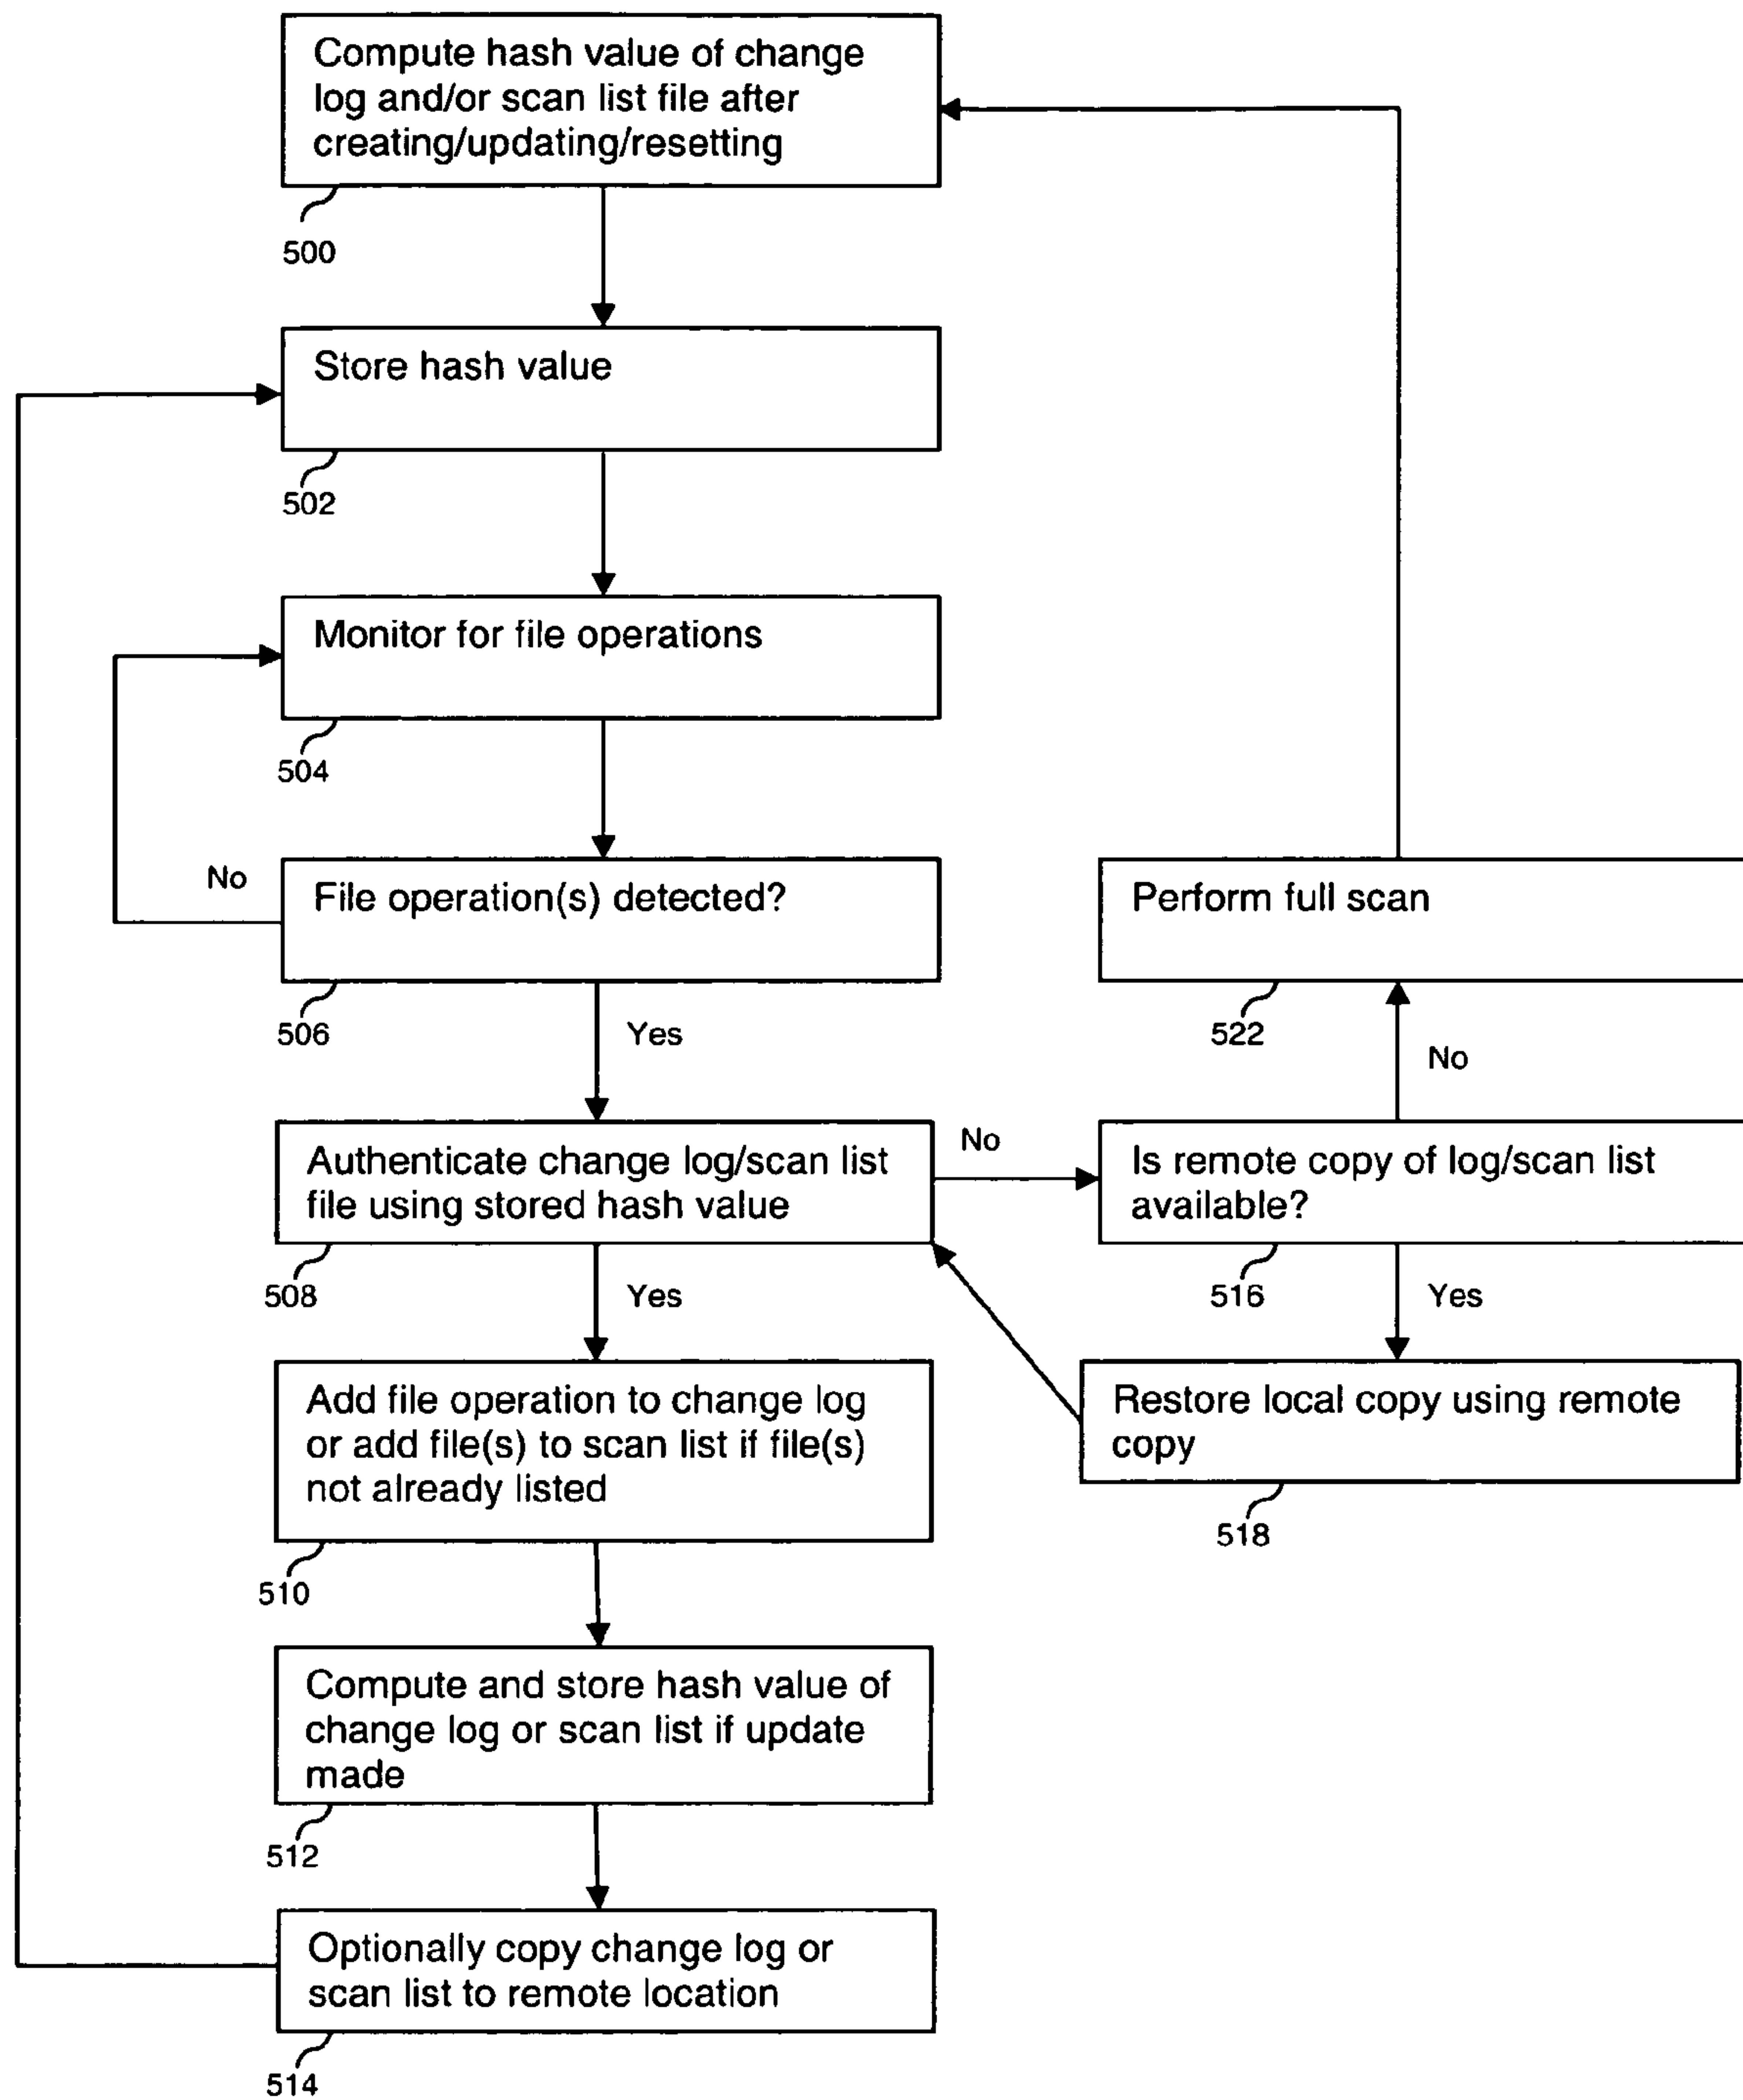 Compute hash value of change
log and/or scan list file after
creating/updating/resetting
500
Store hash value
502
Monitor for file operations
504
No
File operation(s) detected?
506
Yes
Perform full scan
522
No
Authenticate change log/scan list
file using stored hash value
508
No
Is remote copy of log/scan list
available?
516
Yes
Yes
Add file operation to change log
or add file(s) to scan list if file(s)
not already listed
510
Restore local copy using remote
copy
518
Compute and store hash value of
change log or scan list if update
made
512
Optionally copy change log or
scan list to remote location
514